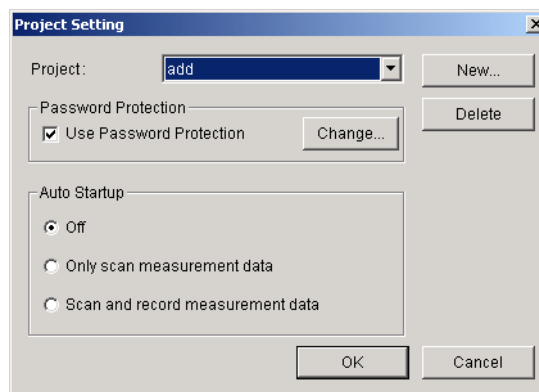 Project Setting
Project: add New...
Password Protection Delete
Use Password Protection Change...
Auto Startup
Off
Only scan measurement data
Scan and record measurement data
OK Cancel